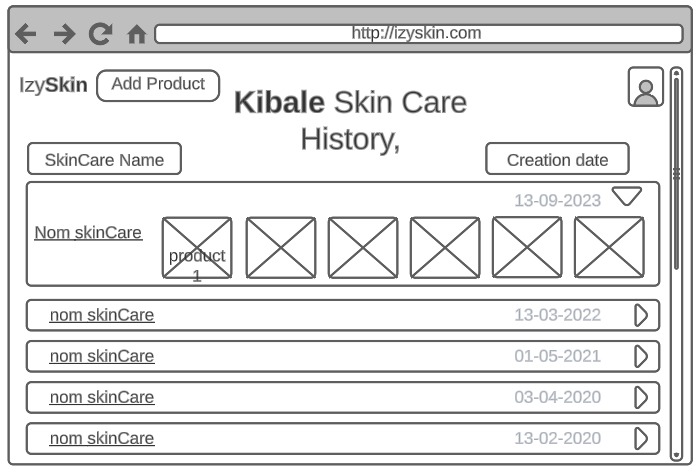 http://izyskin.com
IzySkin
Add Product
Kibale Skin Care
History,
SkinCare Name
Creation date
13-09-2023
Nom skinCare
product
1
nom skinCare 13-03-2022
nom skinCare 01-05-2021
nom skinCare 03-04-2020
nom skinCare 13-02-2020